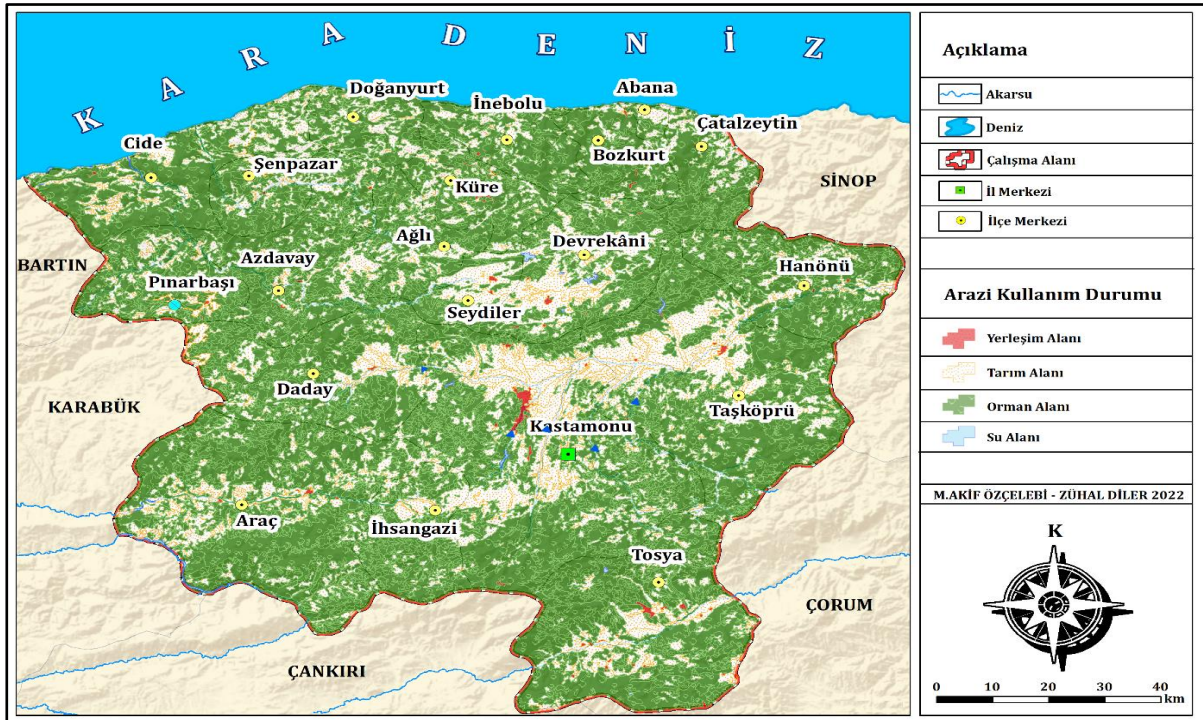 K A R A D E N İ Z
Doğanyurt
Abana
İnebolu
Cide
Çatalzeytin
Şenpazar
Bozkurt
Küre
SİNOP
Ağlı
Devrekâni
BARTIN
Azdavay
Hanönü
Pınarbaşı
Seydiler
Daday
KARABÜK
Taşköprü
Kastamonu
Araç
İhsangazi
Tosya
ÇORUM
ÇANKIRI
Açıklama
Akarsu
Deniz
Çalışma Alanı
İl Merkezi
İlçe Merkezi
Arazi Kullanım Durumu
Yerleşim Alanı
Tarım Alanı
Orman Alanı
Su Alanı
M.AKİF ÖZÇELEBİ - ZÜHAL DİLER 2022
K
0 10 20 30 40
km